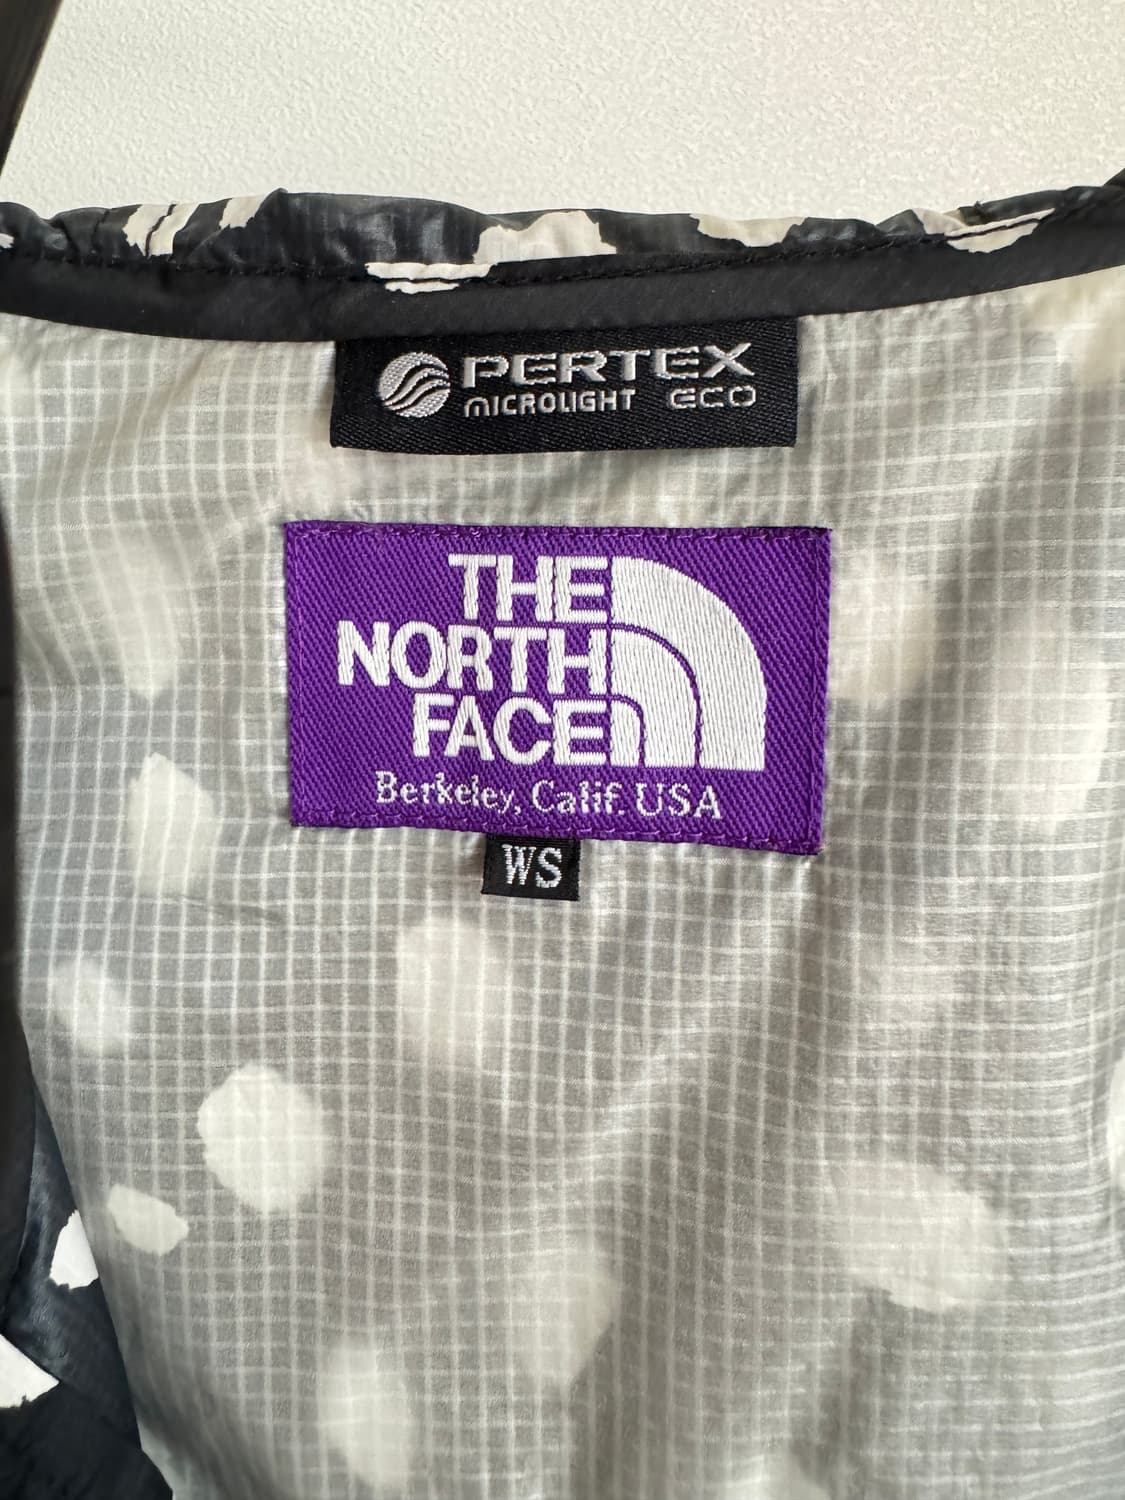 PERTEX
MICROLIGHT ECO
THE
NORTH
FACE
Berkeley, Calif. USA
WS